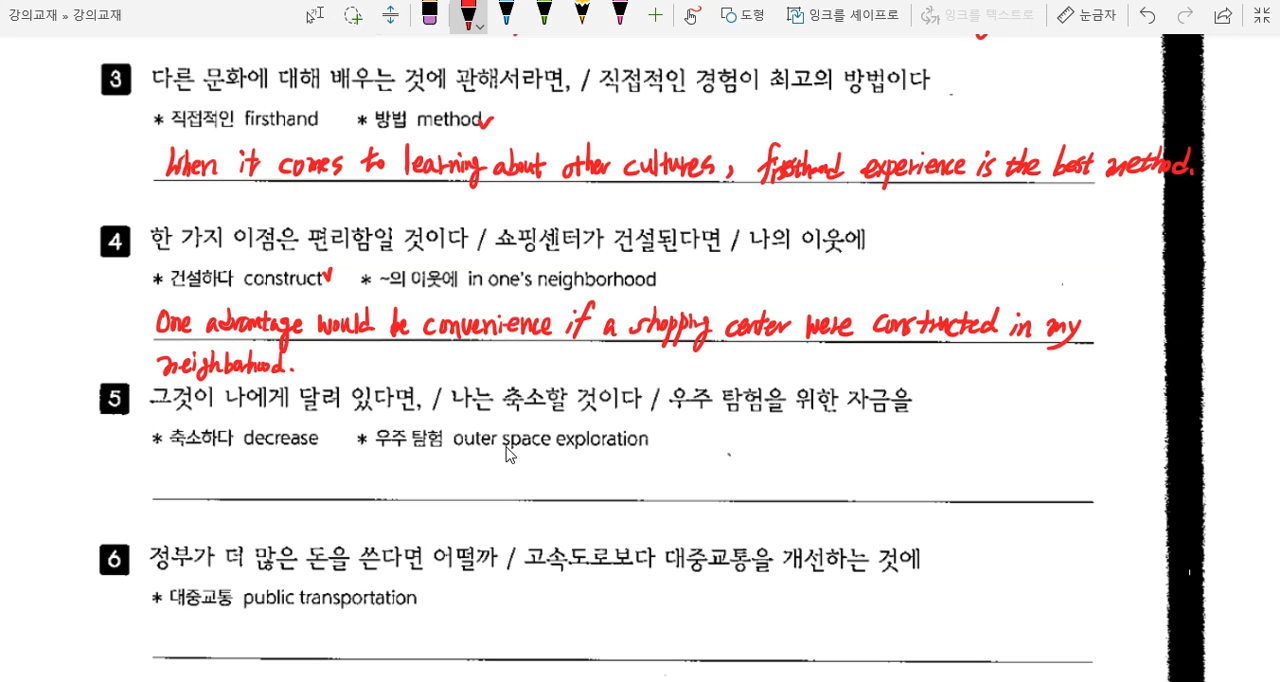 강의교재 » 강의교재 도형 잉크를 셰이프로 잉크를 텍스트로 눈금자
3 다른 문화에 대해 배우는 것에 관해서라면, / 직접적인 경험이 최고의 방법이다
* 직접적인 firsthand * 방법 method
When it comes to learning about other cultures, firsthand experience is the best method.
4 한 가지 이점은 편리함일 것이다 / 쇼핑센터가 건설된다면 / 나의 이웃에
* 건설하다 construct * ~의 이웃에 in one's neighborhood
One advantage would be convenience if a shopping center were constructed in my
neighborhood.
5 그것이 나에게 달려 있다면, / 나는 축소할 것이다 / 우주 탐험을 위한 자금을
* 축소하다 decrease * 우주 탐험 outer space exploration
6 정부가 더 많은 돈을 쓴다면 어떨까 / 고속도로보다 대중교통을 개선하는 것에
* 대중교통 public transportation